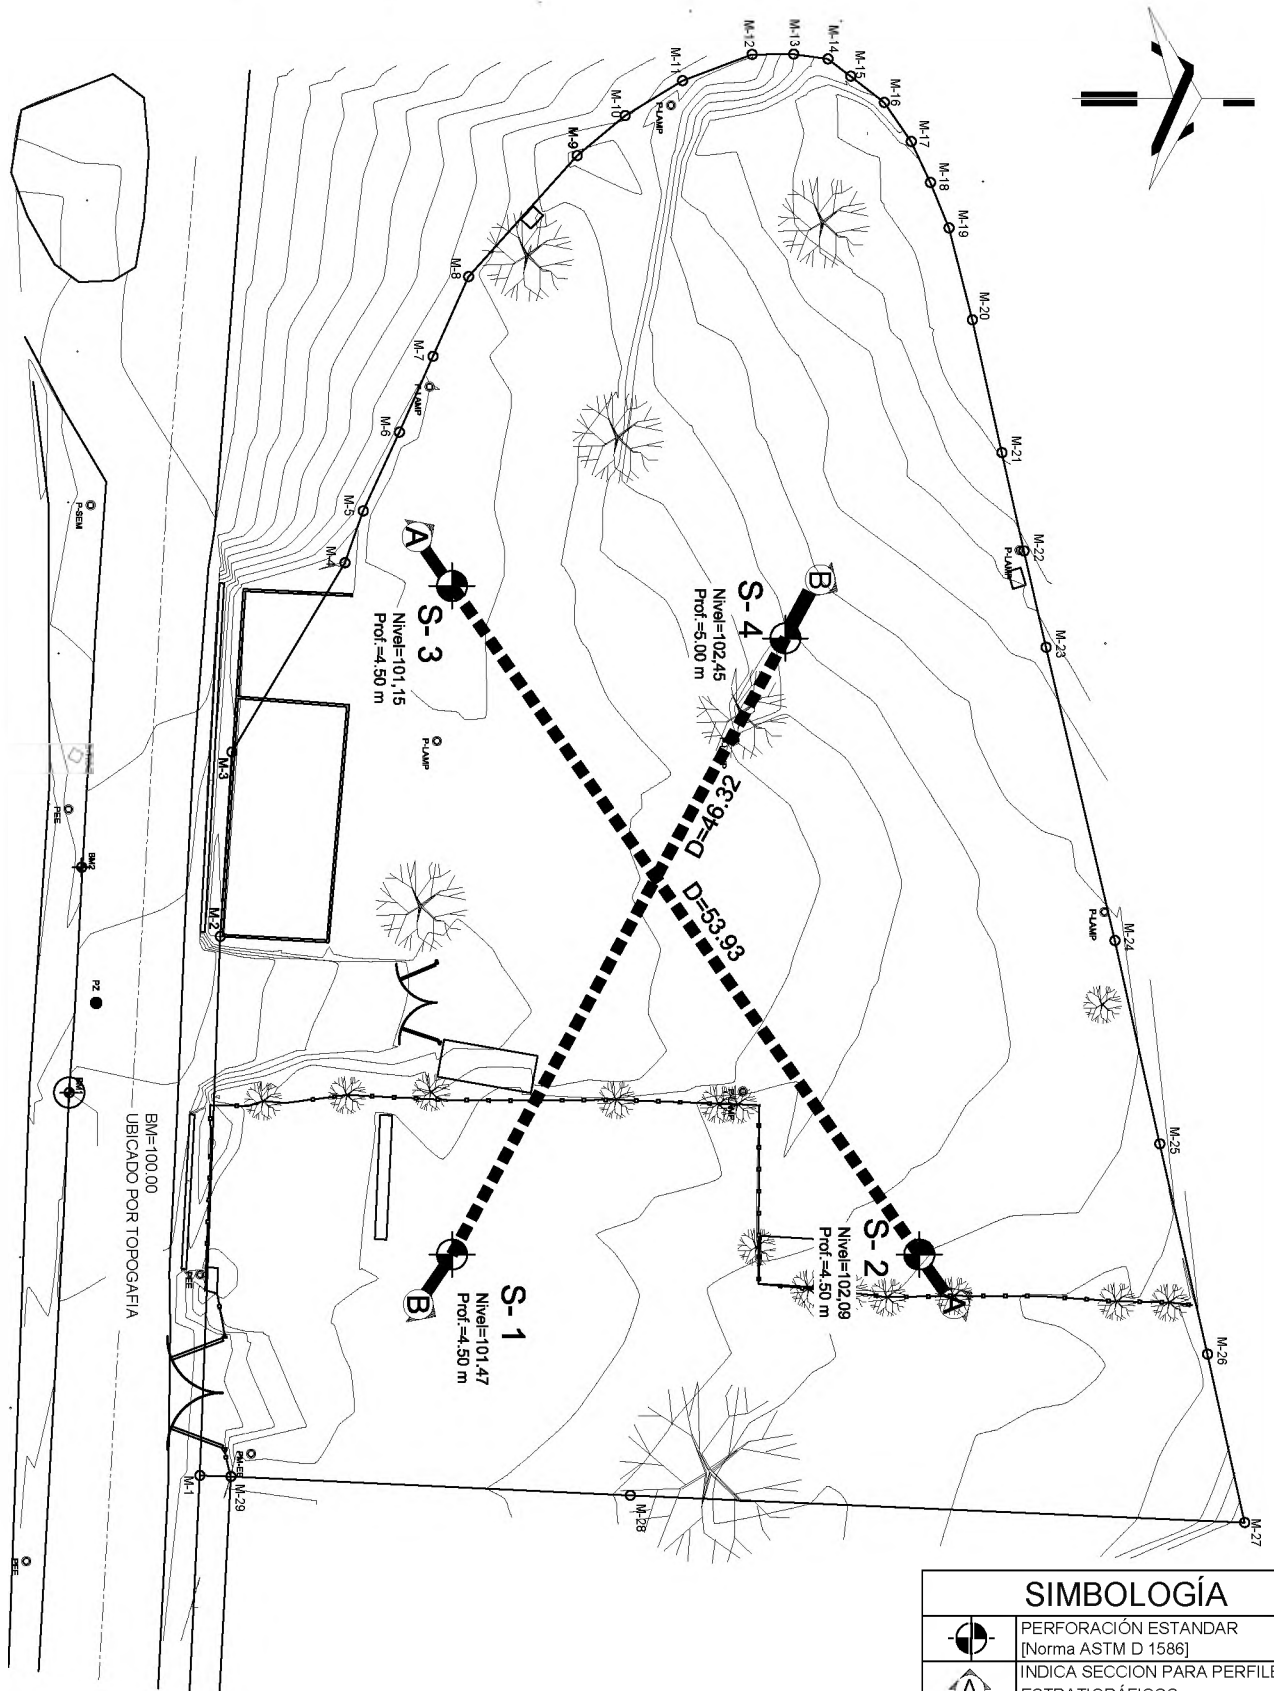 M-12
M-13
M-14
M-15
M-16
M-11
M-10
P-LAMP
M-17
M-9
M-18
M-19
M-8
M-20
M-7
P-LAMP
M-6
M-21
M-5
P-SEM
A
M-4
M-22
P-LAMP
B
S-4
Nivel=102,45
Prof.=5.00 m
S-3
Nivel=101,15
Prof.=4.50 m
M-23
M-3
P-LAMP
D=46.32
PEE
BM2
D=53.93
M-2
P-LAMP
M-24
PZ
BM=100.00
UBICADO POR TOPOGAFIA
M-25
S-2
Nivel=102,09
Prof.=4.50 m
A
PEE
B
S-1
Nivel=101.47
Prof.=4.50 m
M-26
M-1
M-29
M-28
M-27
PEE
SIMBOLOGÍA
PERFORACIÓN ESTANDAR
[Norma ASTM D 1586]
INDICA SECCION PARA